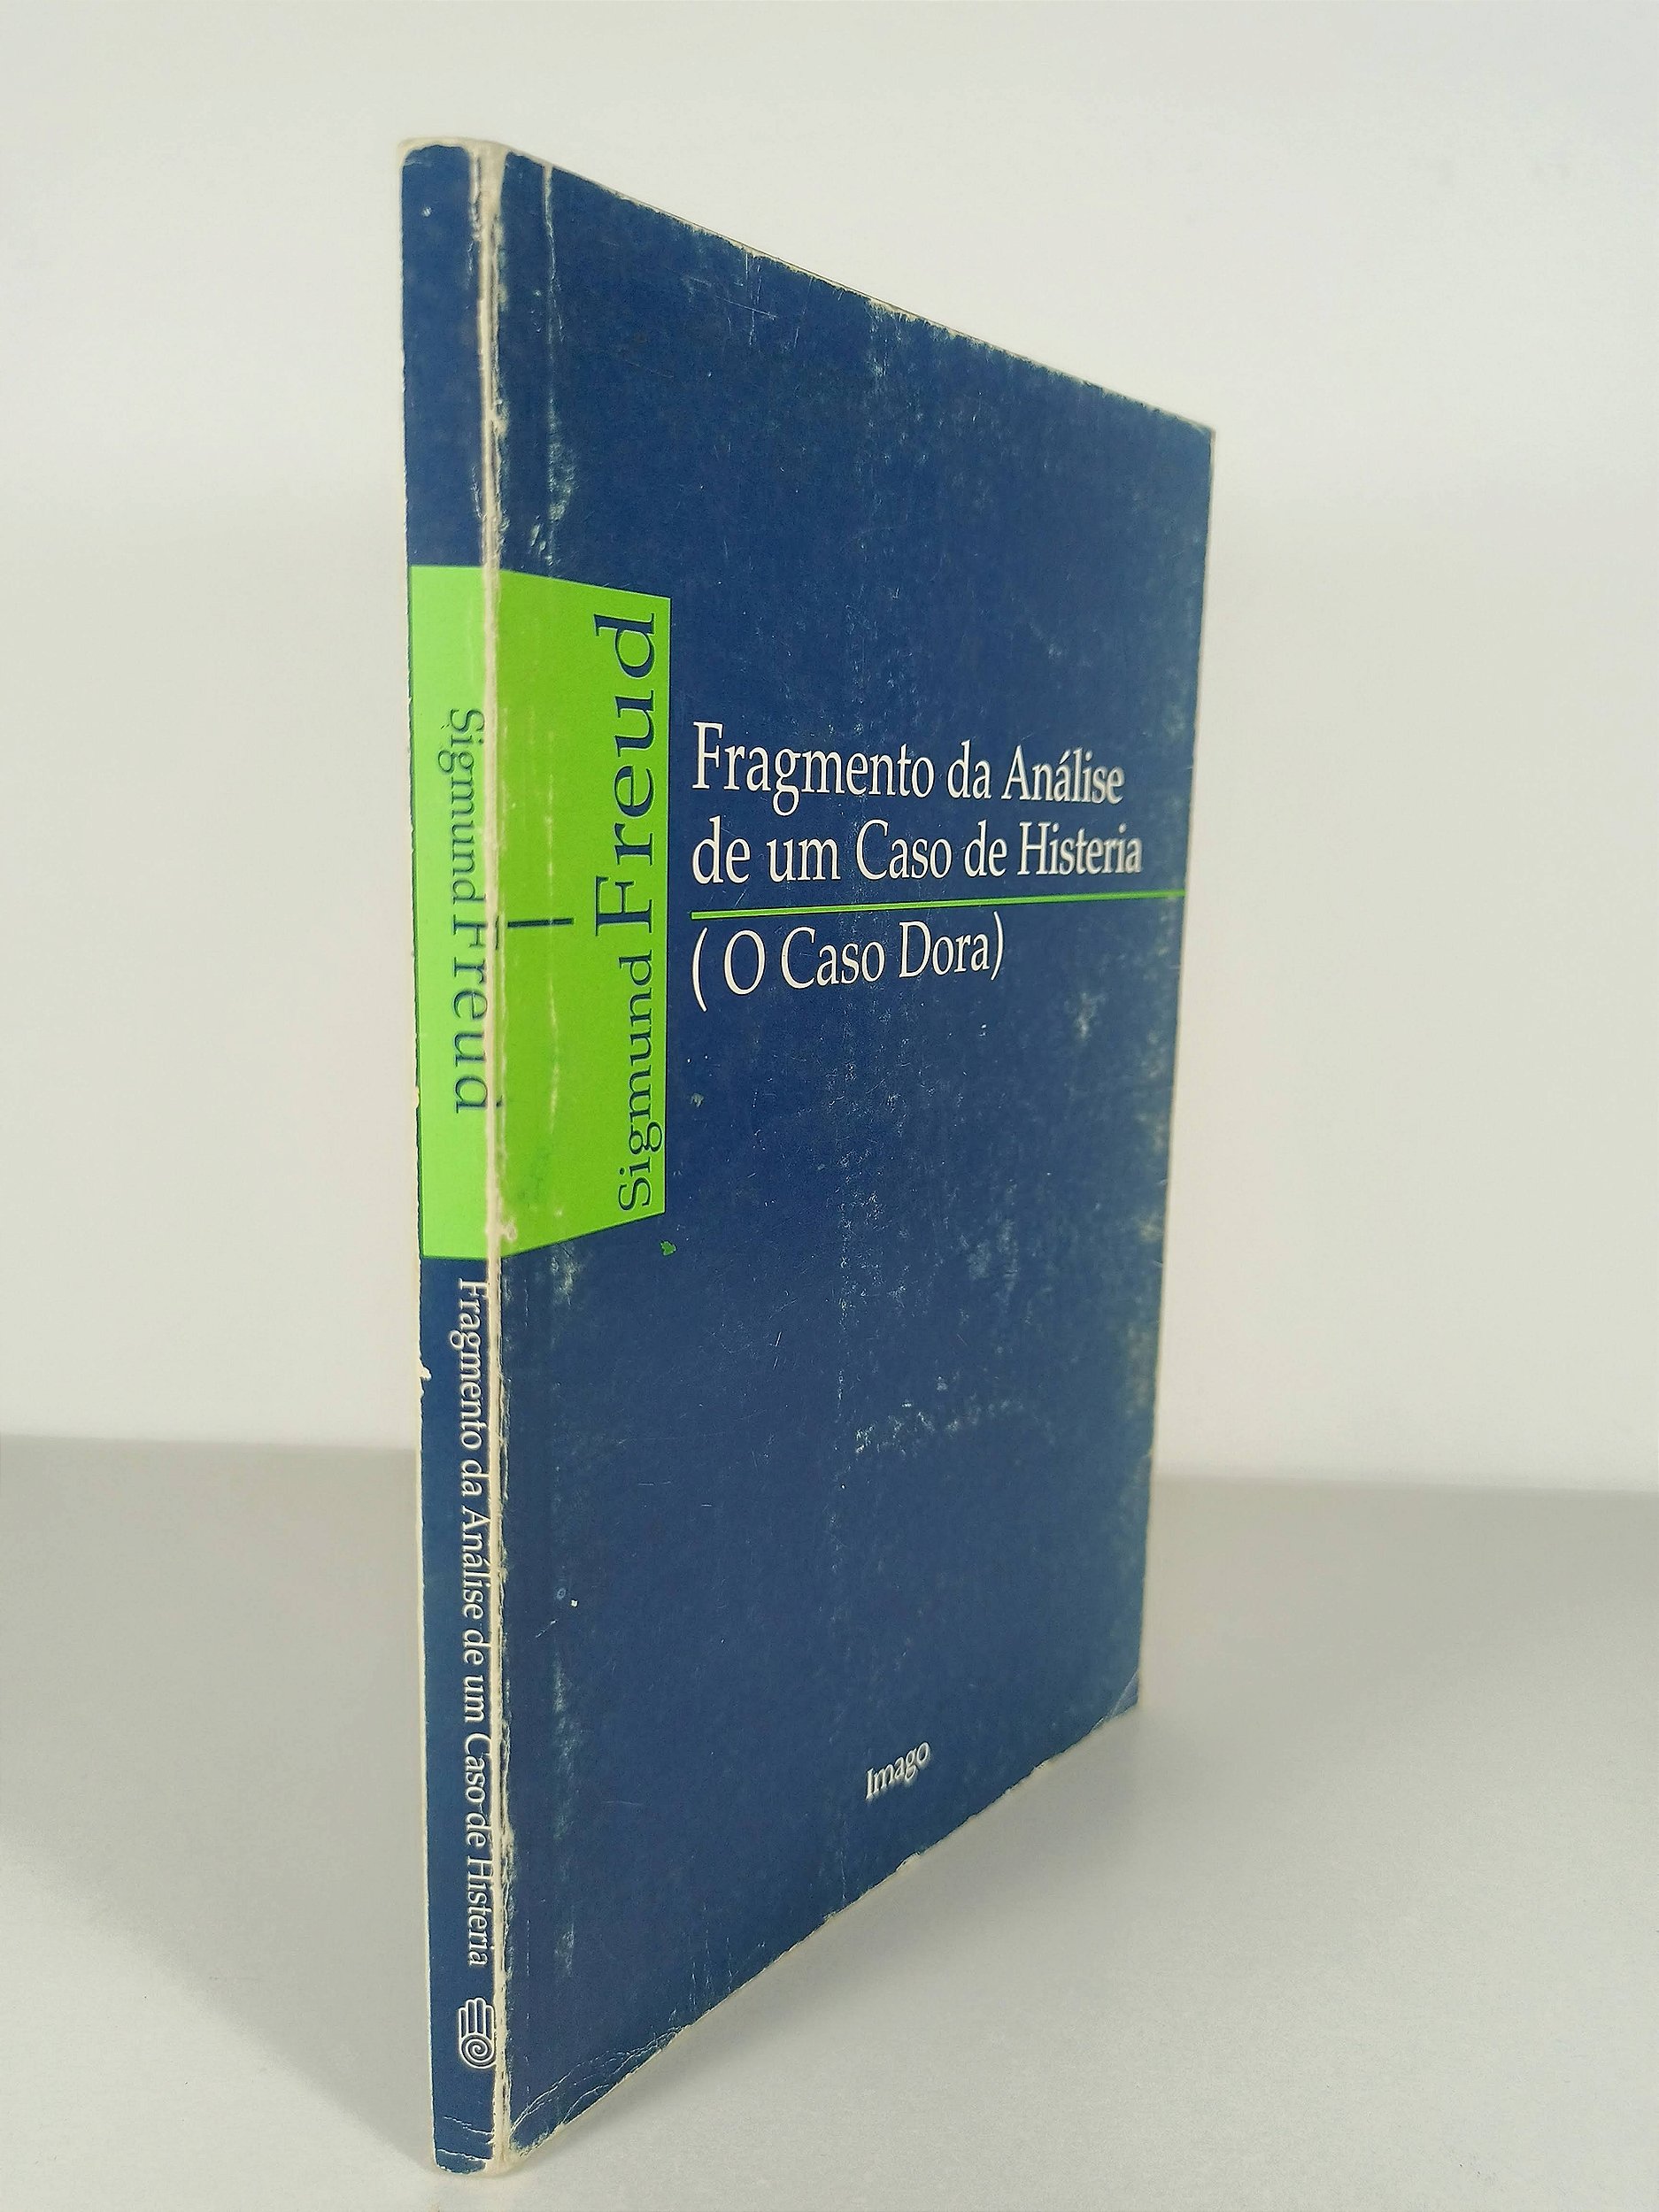 Sigmund Freud
Fragmento da Análise de um Caso de Histeria
Sigmund Freud
Fragmento da Análise
de um Caso de Histeria
( O Caso Dora)
Imago